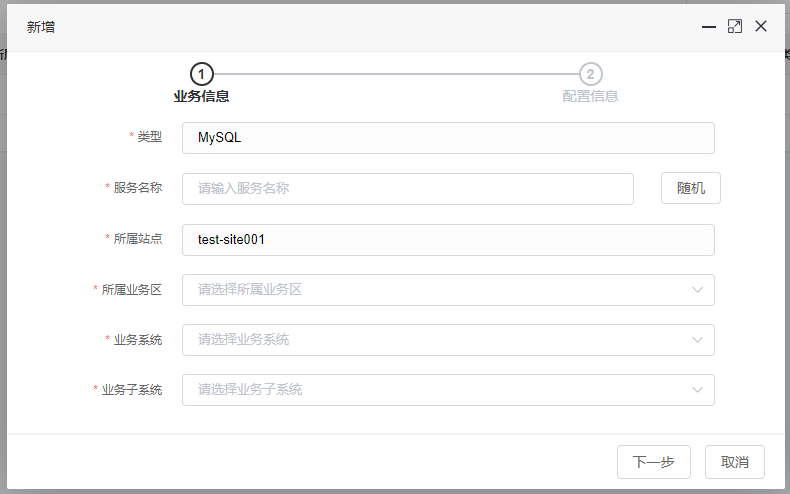 新增
1
2
业务信息
配置信息
* 类型
MySQL
* 服务名称
请输入服务名称
随机
* 所属站点
test-site001
* 所属业务区
请选择所属业务区
* 业务系统
请选择业务系统
* 业务子系统
请选择业务子系统
下一步
取消